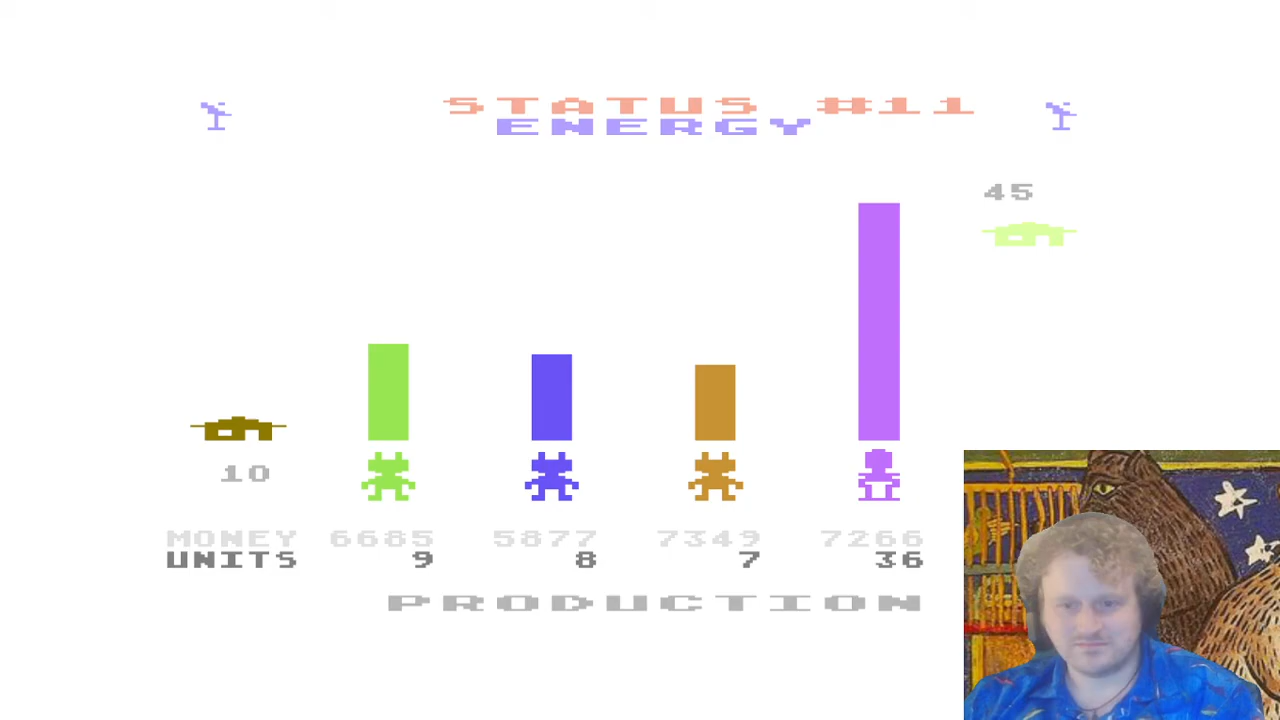 STATUS #11
ENERGY
45
10
MONEY 6685 5877 7349 7266
UNITS 9 8 7 36
PRODUCTION